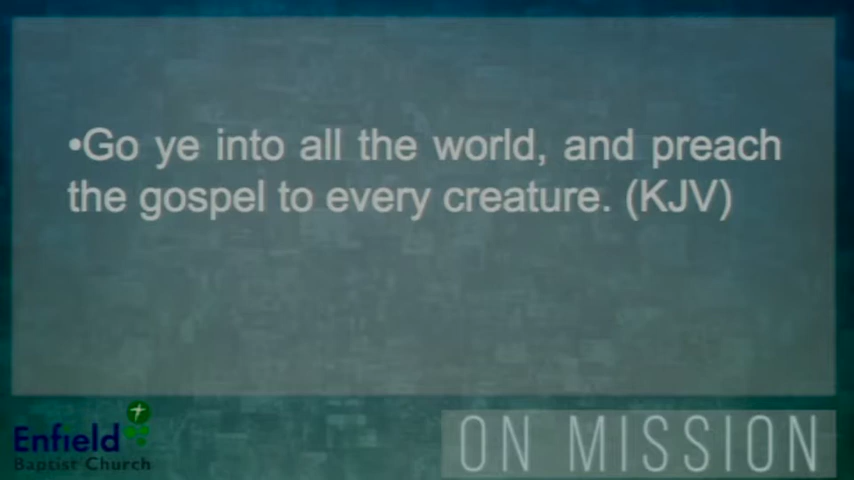 •Go ye into all the world, and preach
the gospel to every creature. (KJV)
Enfield
Baptist Church
ON MISSION